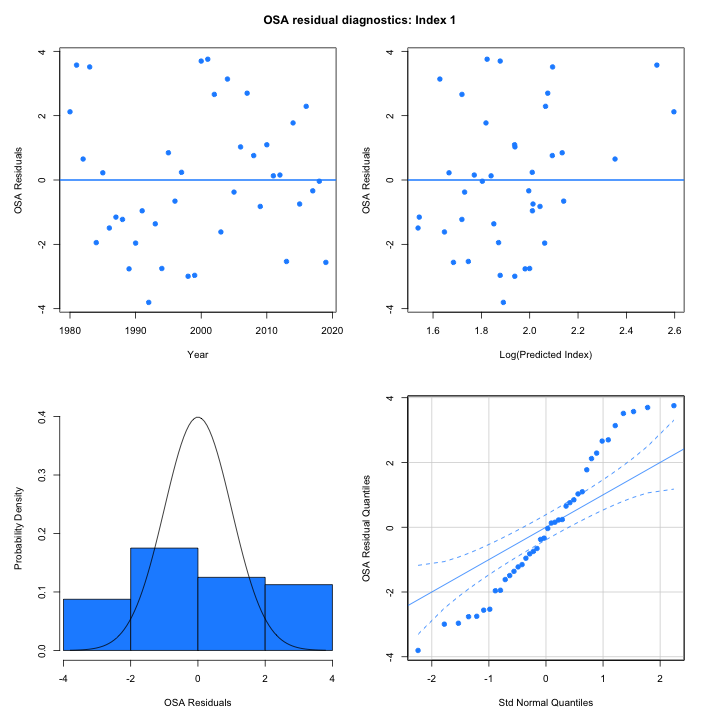 OSA residual diagnostics: Index 1
4
2
0
-2
-4
OSA Residuals
1980 1990 2000 2010 2020
Year
4
2
0
-2
-4
OSA Residuals
1.6 1.8 2.0 2.2 2.4 2.6
Log(Predicted Index)
0.4
0.3
0.2
0.1
0.0
Probability Density
-4 -2 0 2 4
OSA Residuals
4
2
0
-2
-4
OSA Residual Quantiles
-2 -1 0 1 2
Std Normal Quantiles